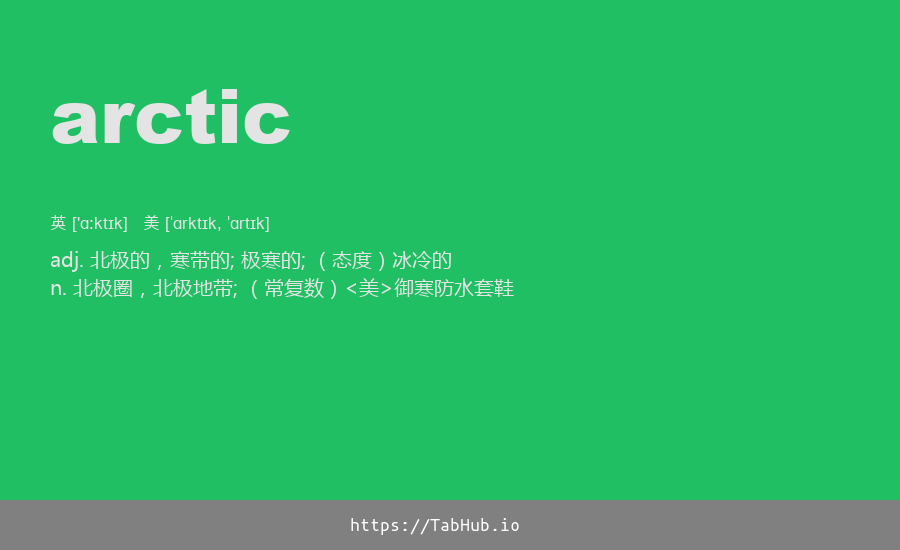 arctic
英 ['ɑ:ktɪk] 美 [ˈɑrktɪk, ˈɑrtɪk]
adj. 北极的，寒带的; 极寒的; （态度）冰冷的
n. 北极圈，北极地带; （常复数）<美>御寒防水套鞋
https://TabHub.io